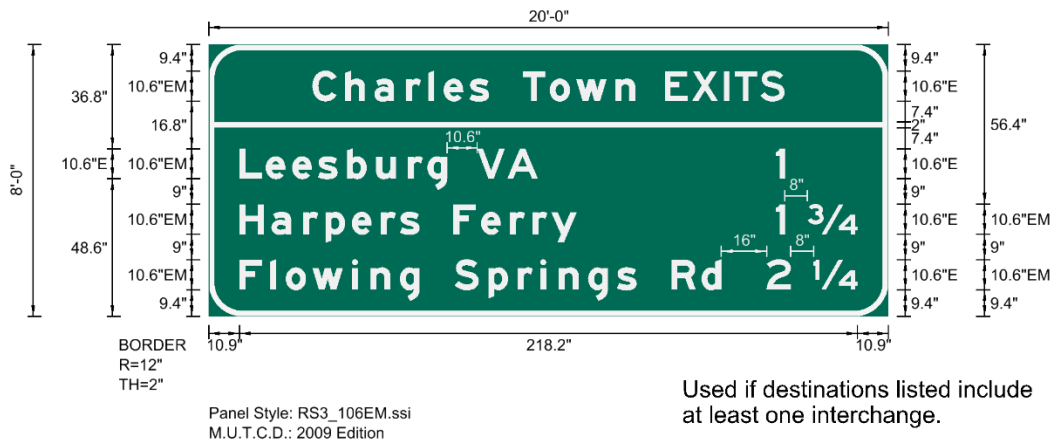 20'-0"
9.4"
10.6"EM
36.8"
16.8"
10.6"E
10.6"EM
9"
8'-0"
10.6"EM
48.6"
9"
10.6"EM
9.4"
Charles Town EXITS
10.6"
Leesburg VA 1
8"
Harpers Ferry 1 3/4
16" 8"
Flowing Springs Rd 2 1/4
9.4"
10.6"E
7.4"
2"
7.4"
56.4"
10.6"E
9"
10.6"E 10.6"EM
9" 9"
10.6"E 10.6"EM
9.4" 9.4"
BORDER
R=12"
TH=2"
10.9" 218.2" 10.9"
Panel Style: RS3_106EM.ssi
M.U.T.C.D.: 2009 Edition
Used if destinations listed include
at least one interchange.